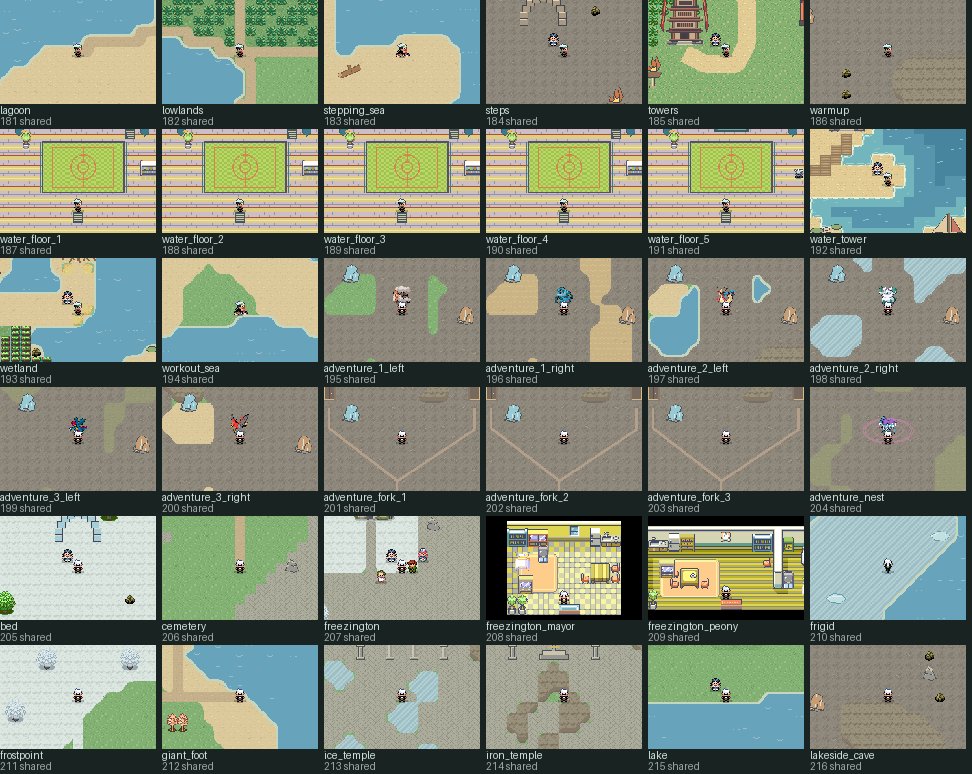 lagoon
181 shared
lowlands
182 shared
stepping_sea
183 shared
steps
184 shared
towers
185 shared
warmup
186 shared
water_floor_1
187 shared
water_floor_2
188 shared
water_floor_3
189 shared
water_floor_4
190 shared
water_floor_5
191 shared
water_tower
192 shared
wetland
193 shared
workout_sea
194 shared
adventure_1_left
195 shared
adventure_1_right
196 shared
adventure_2_left
197 shared
adventure_2_right
198 shared
adventure_3_left
199 shared
adventure_3_right
200 shared
adventure_fork_1
201 shared
adventure_fork_2
202 shared
adventure_fork_3
203 shared
adventure_nest
204 shared
bed
205 shared
cemetery
206 shared
freezington
207 shared
freezington_mayor
208 shared
freezington_peony
209 shared
frigid
210 shared
frostpoint
211 shared
giant_foot
212 shared
ice_temple
213 shared
iron_temple
214 shared
lake
215 shared
lakeside_cave
216 shared